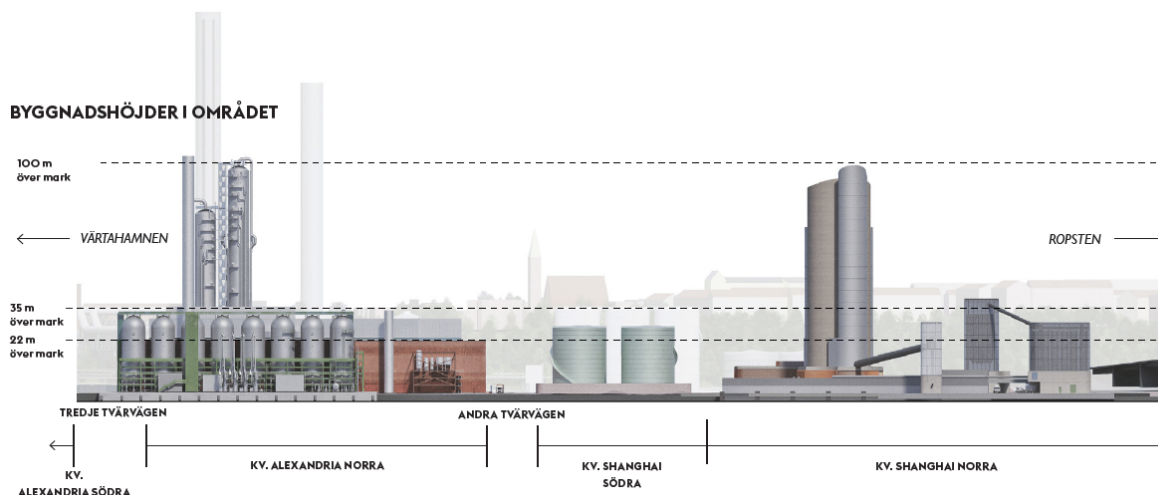 BYGGNADSHÖJDER I OMRÅDET
100 m
över mark
VÄRTAHAMNEN
ROPSTEN
35 m
över mark
22 m
över mark
TREDJE TVÄRVÄGEN
ANDRA TVÄRVÄGEN
KV. ALEXANDRIA NORRA
KV. SHANGHAI
SÖDRA
KV. SHANGHAI NORRA
KV.
ALEXANDRIA SÖDRA